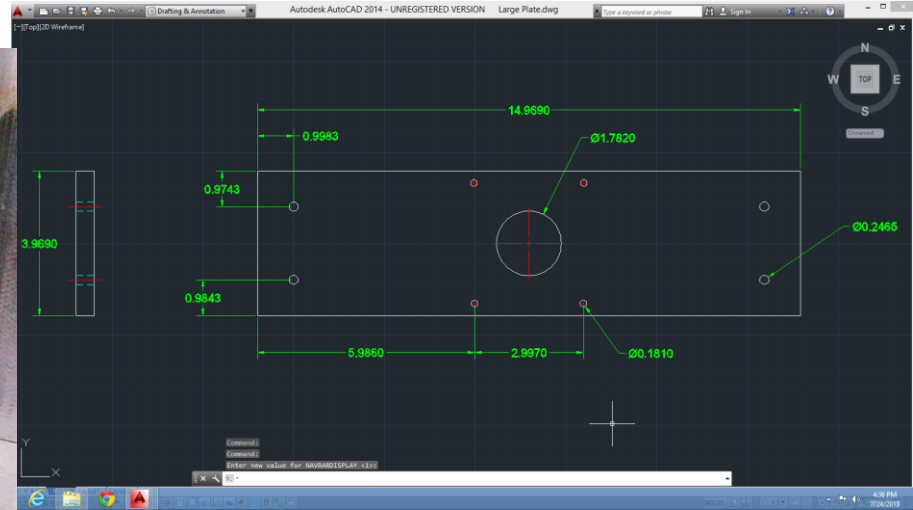 Drafting & Annotation
Autodesk AutoCAD 2014 - UNREGISTERED VERSION Large Plate.dwg
Type a keyword or phrase
Sign In
[−][Top][2D Wireframe]
N
W TOP E
S
Unnamed
14.9690
0.9983
Ø1.7820
0.9743
3.9690
Ø0.2465
0.9843
5.9860
2.9970
Ø0.1810
Y
X
Command:
Command:
Enter new value for NAVBARDISPLAY <1>:
MODEL
4:36 PM
7/24/2013